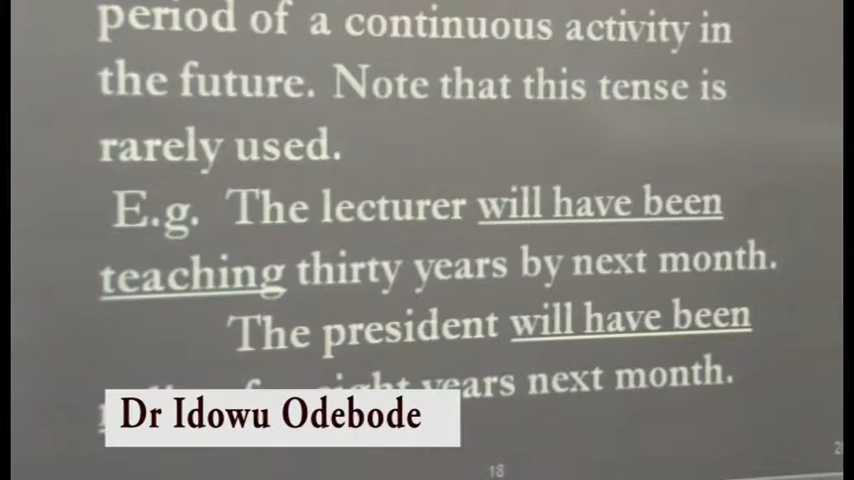 period of a continuous activity in
the future. Note that this tense is
rarely used.
E.g. The lecturer will have been
teaching thirty years by next month.
The president will have been
years next month.
Dr Idowu Odebode
18